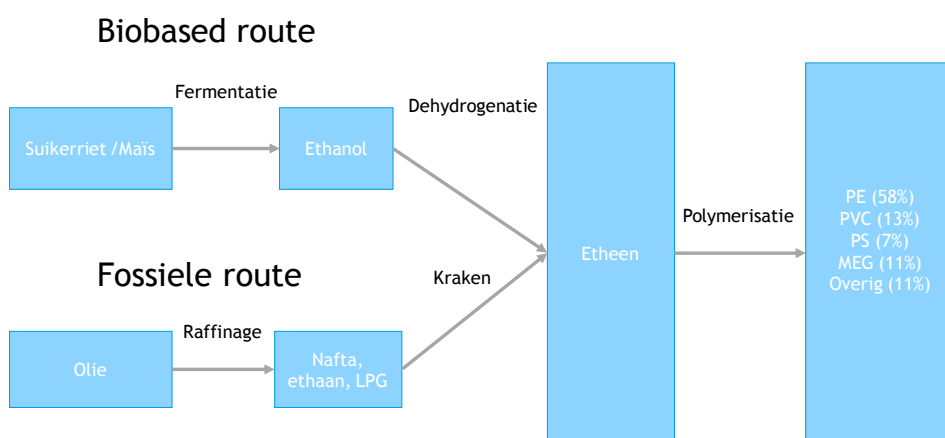 Biobased route
Fermentatie
Dehydrogenatie
Suikerriet /Maïs
Ethanol
Fossiele route
Raffinage
Kraken
Olie
Nafta,
ethaan, LPG
Etheen
Polymerisatie
PE (58%)
PVC (13%)
PS (7%)
MEG (11%)
Overig (11%)